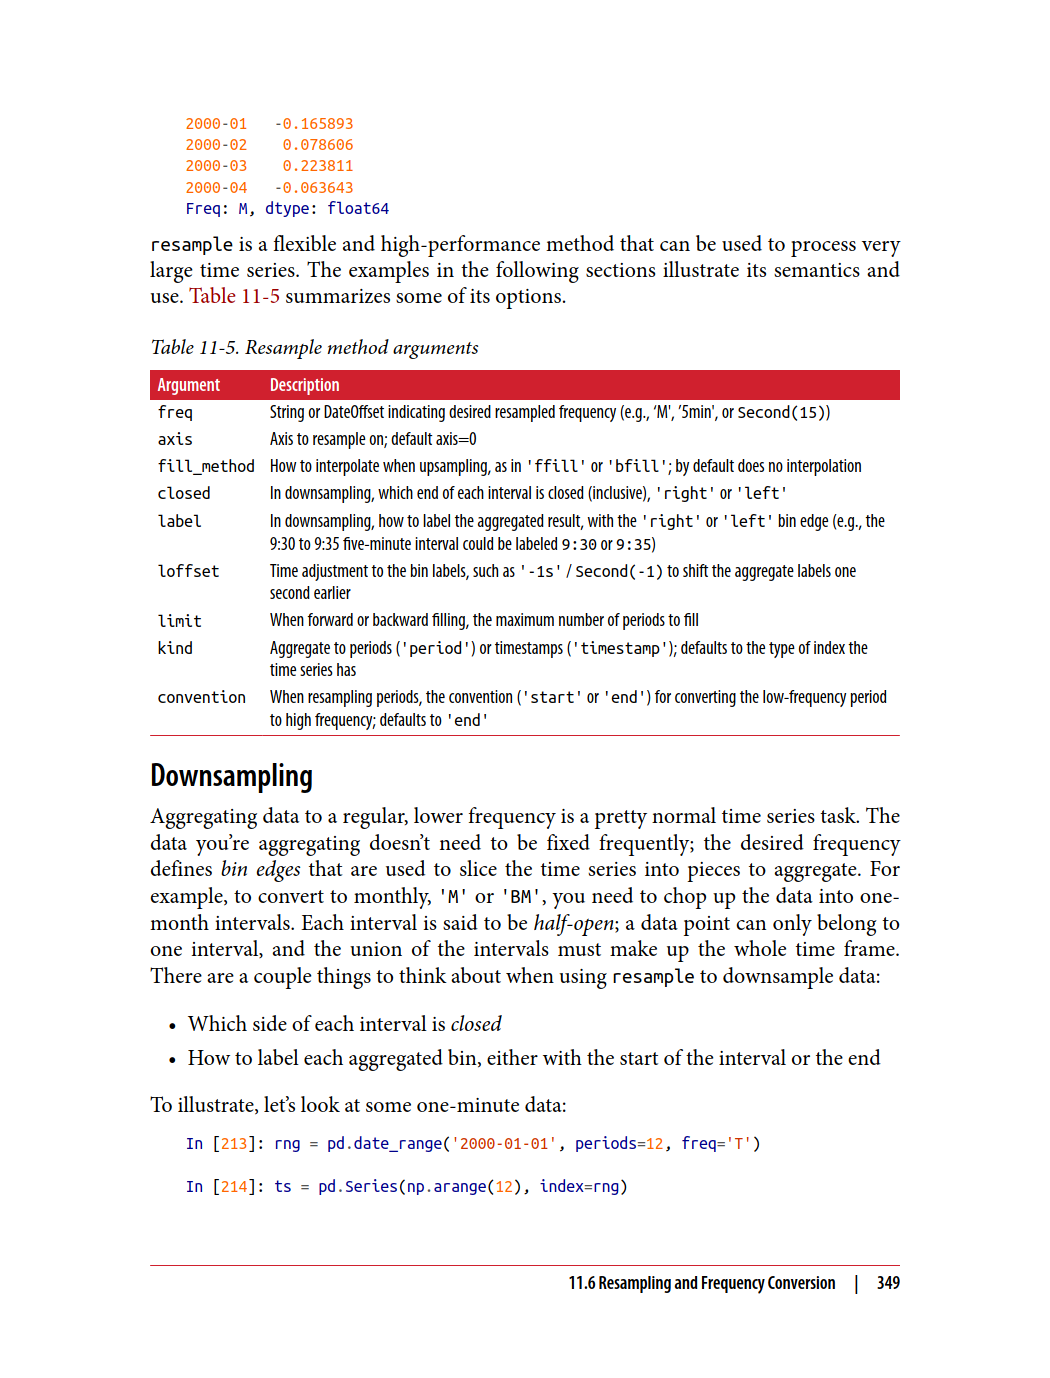 2000-01   -0.165893
2000-02    0.078606
2000-03    0.223811
2000-04   -0.063643
Freq: M, dtype: float64
resample is a flexible and high-performance method that can be used to process very
large time series. The examples in the following sections illustrate its semantics and
use. Table 11-5 summarizes some of its options.
Table 11-5. Resample method arguments
Argument Description
freq String or DateOffset indicating desired resampled frequency (e.g., ‘M', ’5min', or Second(15))
axis Axis to resample on; default axis=0
fill_method How to interpolate when upsampling, as in 'ffill' or 'bfill'; by default does no interpolation
closed In downsampling, which end of each interval is closed (inclusive), 'right' or 'left'
label In downsampling, how to label the aggregated result, with the 'right' or 'left' bin edge (e.g., the
9:30 to 9:35 five-minute interval could be labeled 9:30 or 9:35)
loffset Time adjustment to the bin labels, such as '-1s' / Second(-1) to shift the aggregate labels one
second earlier
limit When forward or backward filling, the maximum number of periods to fill
kind Aggregate to periods ('period') or timestamps ('timestamp'); defaults to the type of index the
time series has
convention When resampling periods, the convention ('start' or 'end') for converting the low-frequency period
to high frequency; defaults to 'end'
Downsampling
Aggregating data to a regular, lower frequency is a pretty normal time series task. The
data you’re aggregating doesn’t need to be fixed frequently; the desired frequency
defines bin edges that are used to slice the time series into pieces to aggregate. For
example, to convert to monthly, 'M' or 'BM', you need to chop up the data into one-
month intervals. Each interval is said to be half-open; a data point can only belong to
one interval, and the union of the intervals must make up the whole time frame.
There are a couple things to think about when using resample to downsample data:
• Which side of each interval is closed
• How to label each aggregated bin, either with the start of the interval or the end
To illustrate, let’s look at some one-minute data:
In [213]: rng = pd.date_range('2000-01-01', periods=12, freq='T')
In [214]: ts = pd.Series(np.arange(12), index=rng)
11.6 Resampling and Frequency Conversion | 349